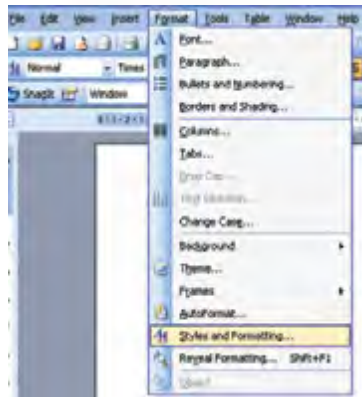 File Edit View Insert Format Tools Table Window Help
Font...
Normal Times
Paragraph...
Bullets and Numbering...
SnagIt Window
Borders and Shading...
Columns...
Tabs...
Drop Cap...
Change Case...
Background
Theme...
Frames
AutoFormat...
Styles and Formatting...
Reveal Formatting... Shift+F1